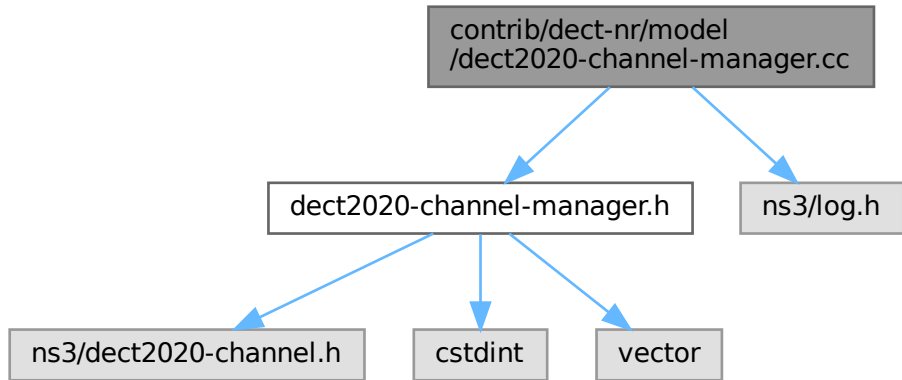 contrib/dect-nr/model
/dect2020-channel-manager.cc
dect2020-channel-manager.h
ns3/log.h
ns3/dect2020-channel.h
cstdint
vector